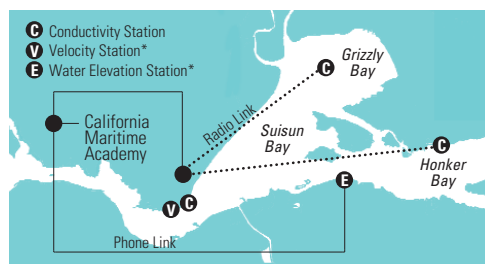 C Conductivity Station
V Velocity Station*
E Water Elevation Station*
California
Maritime
Academy
Radio Link
Grizzly
Bay
C
Suisun
Bay
C
Honker
Bay
E
V C
Phone Link